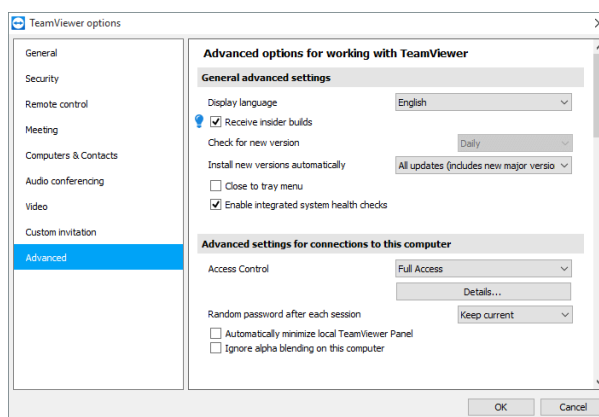 TeamViewer options
General
Security
Remote control
Meeting
Computers & Contacts
Audio conferencing
Video
Custom invitation
Advanced
Advanced options for working with TeamViewer
General advanced settings
Display language English
Receive insider builds
Check for new version Daily
Install new versions automatically All updates (includes new major versio
Close to tray menu
Enable integrated system health checks
Advanced settings for connections to this computer
Access Control Full Access
Details...
Random password after each session Keep current
Automatically minimize local TeamViewer Panel
Ignore alpha blending on this computer
OK Cancel